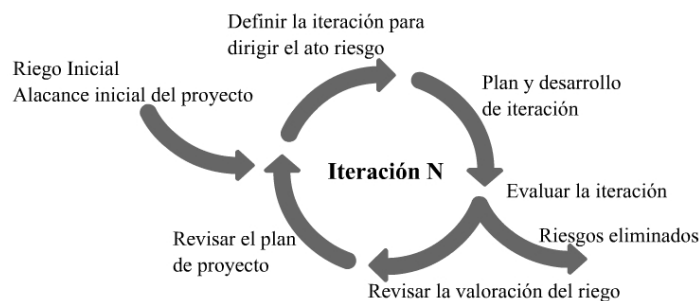 Definir la iteración para
dirigir el ato riesgo
Riego Inicial
Alacance inicial del proyecto
Plan y desarrollo
de iteración
Iteración N
Evaluar la iteración
Riesgos eliminados
Revisar el plan
de proyecto
Revisar la valoración del riego